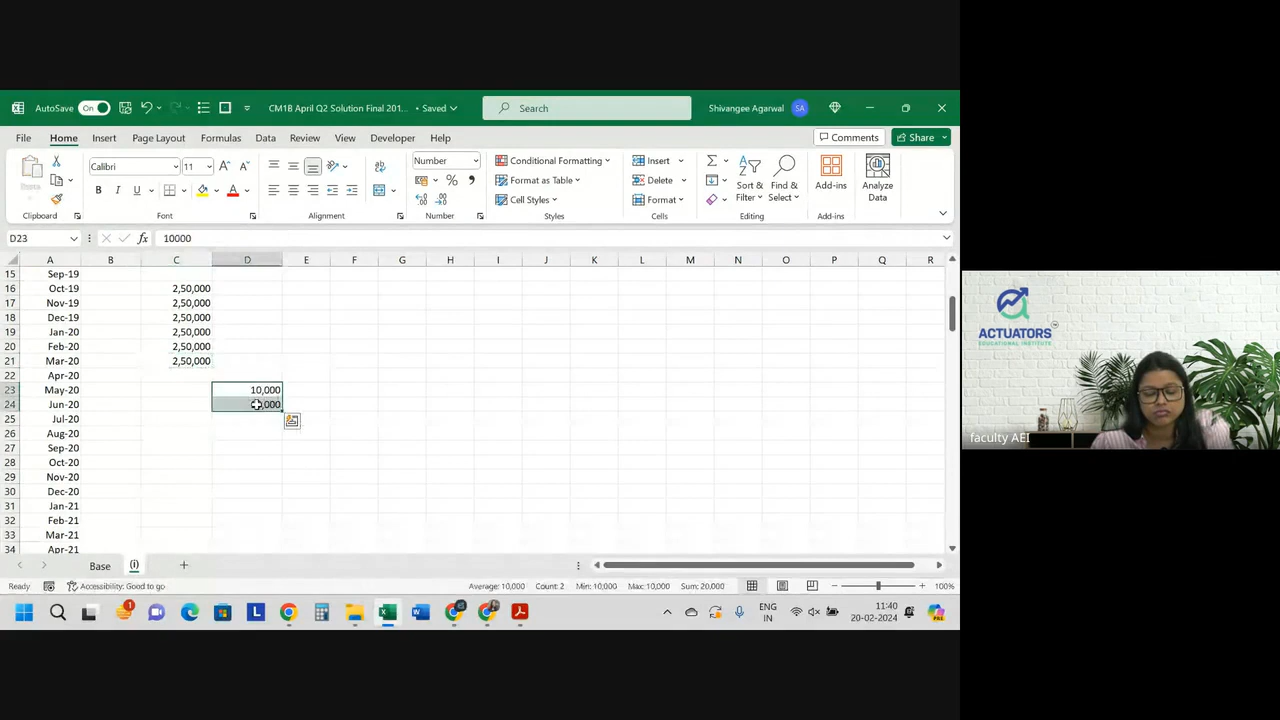 AutoSave On CM1B April Q2 Solution Final 201... • Saved Search Shivangee Agarwal SA
File Home Insert Page Layout Formulas Data Review View Developer Help Comments Share
Calibri 11 Number Conditional Formatting Insert
Format as Table Delete
Cell Styles Format
Sort & Filter Find & Select Add-ins Analyze Data
Clipboard Font Alignment Number Styles Cells Editing Add-ins
D23 fx 10000
A B C D E F G H I J K L M N O P Q R
15 Sep-19
16 Oct-19 2,50,000
17 Nov-19 2,50,000
18 Dec-19 2,50,000
19 Jan-20 2,50,000
20 Feb-20 2,50,000
21 Mar-20 2,50,000
22 Apr-20
23 May-20 10,000
24 Jun-20
25 Jul-20
26 Aug-20
27 Sep-20
28 Oct-20
29 Nov-20
30 Dec-20
31 Jan-21
32 Feb-21
33 Mar-21
34 Apr-21
Base (i)
Ready Accessibility: Good to go Average: 10,000 Count: 2 Min: 10,000 Max: 10,000 Sum: 20,000 100%
ENG IN 11:40 20-02-2024
ACTUATORS
EDUCATIONAL INSTITUTE
faculty AEI